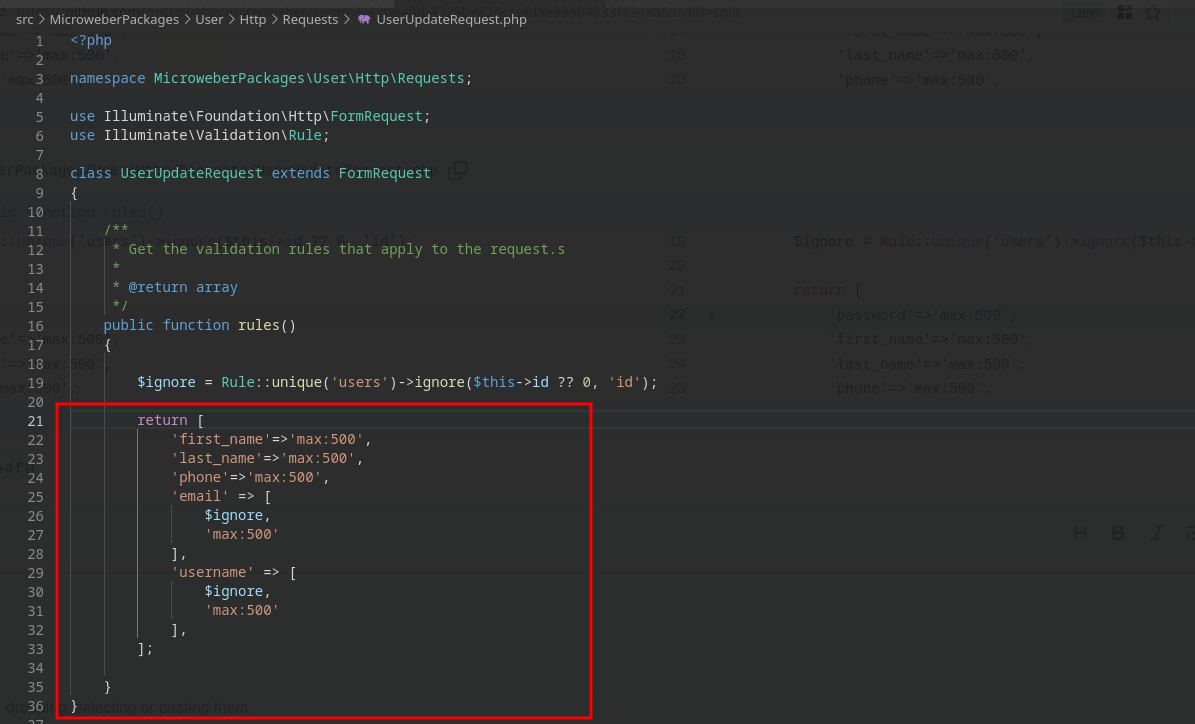 src > MicroweberPackages > User > Http > Requests > UserUpdateRequest.php
120%
1 <?php
2
3 namespace MicroweberPackages\User\Http\Requests;
4
5 use Illuminate\Foundation\Http\FormRequest;
6 use Illuminate\Validation\Rule;
7
8 class UserUpdateRequest extends FormRequest
9 {
10
11 /**
12 * Get the validation rules that apply to the request.s
13 *
14 * @return array
15 */
16 public function rules()
17 {
18
19 $ignore = Rule::unique('users')->ignore($this->id ?? 0, 'id');
20
21 return [
22 'first_name'=>'max:500',
23 'last_name'=>'max:500',
24 'phone'=>'max:500',
25 'email' => [
26 $ignore,
27 'max:500'
28 ],
29 'username' => [
30 $ignore,
31 'max:500'
32 ],
33 ];
34
35 }
36 }
37
19 'last_name'=>'max:500',
20 'phone'=>'max:500',
19 $ignore = Rule::unique('users')->ignore($this-
20
21 return [
22 + 'password'=>'max:500',
23 'first_name'=>'max:500',
24 'last_name'=>'max:500',
25 'phone'=>'max:500',
H B I
selecting or pasting them